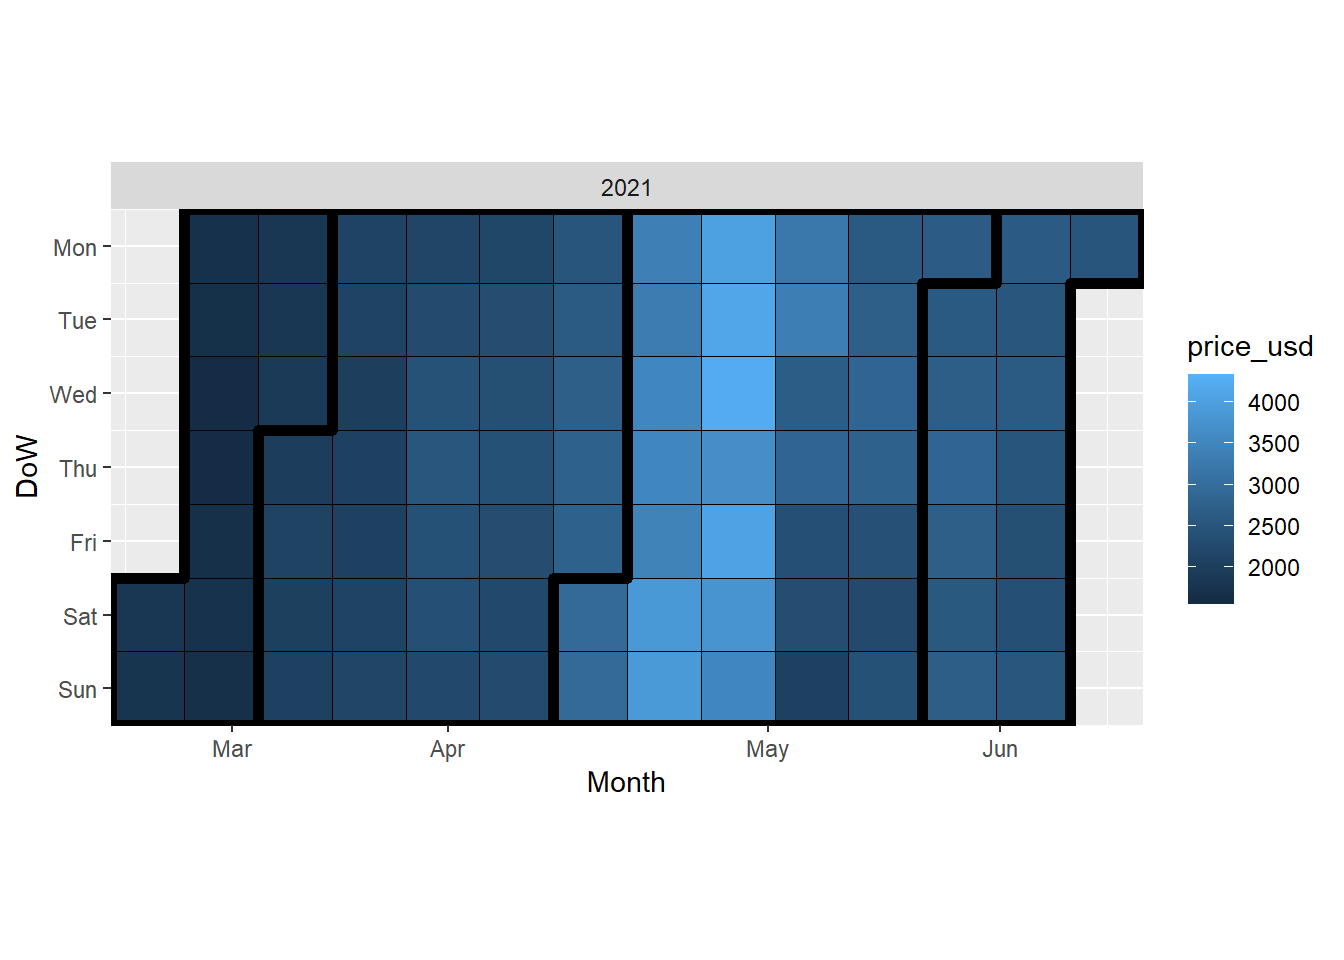 2021
Mon
Tue
Wed
Thu
Fri
Sat
Sun
DoW
Mar Apr May Jun
Month
price_usd
4000
3500
3000
2500
2000